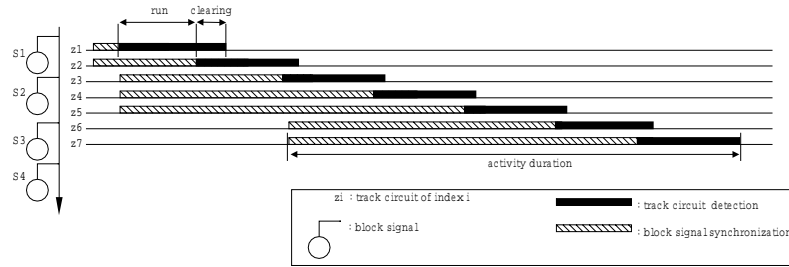 run clearing
S1
z1
z2
z3
S2
z4
z5
z6
S3
z7
activity duration
S4
zi : track circuit of index i
: track circuit detection
: block signal
: block signal synchronization